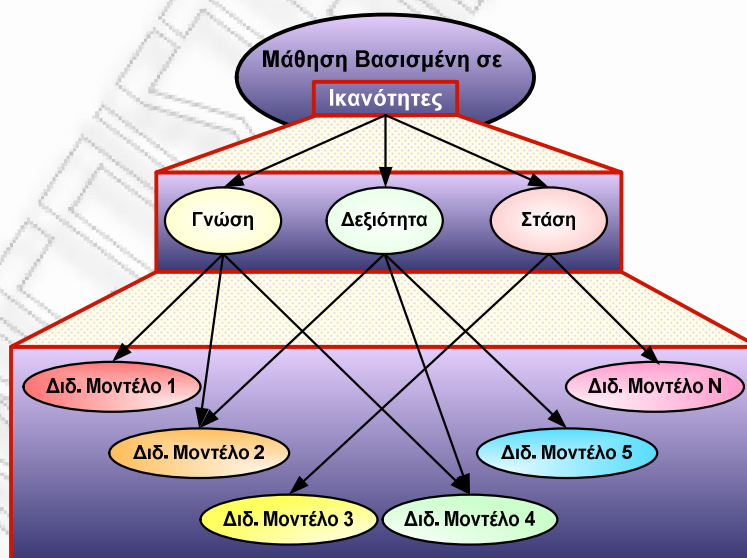 Μάθηση Βασισμένη σε
Ικανότητες
Γνώση
Δεξιότητα
Στάση
Διδ. Μοντέλο 1
Διδ. Μοντέλο Ν
Διδ. Μοντέλο 2
Διδ. Μοντέλο 5
Διδ. Μοντέλο 3
Διδ. Μοντέλο 4